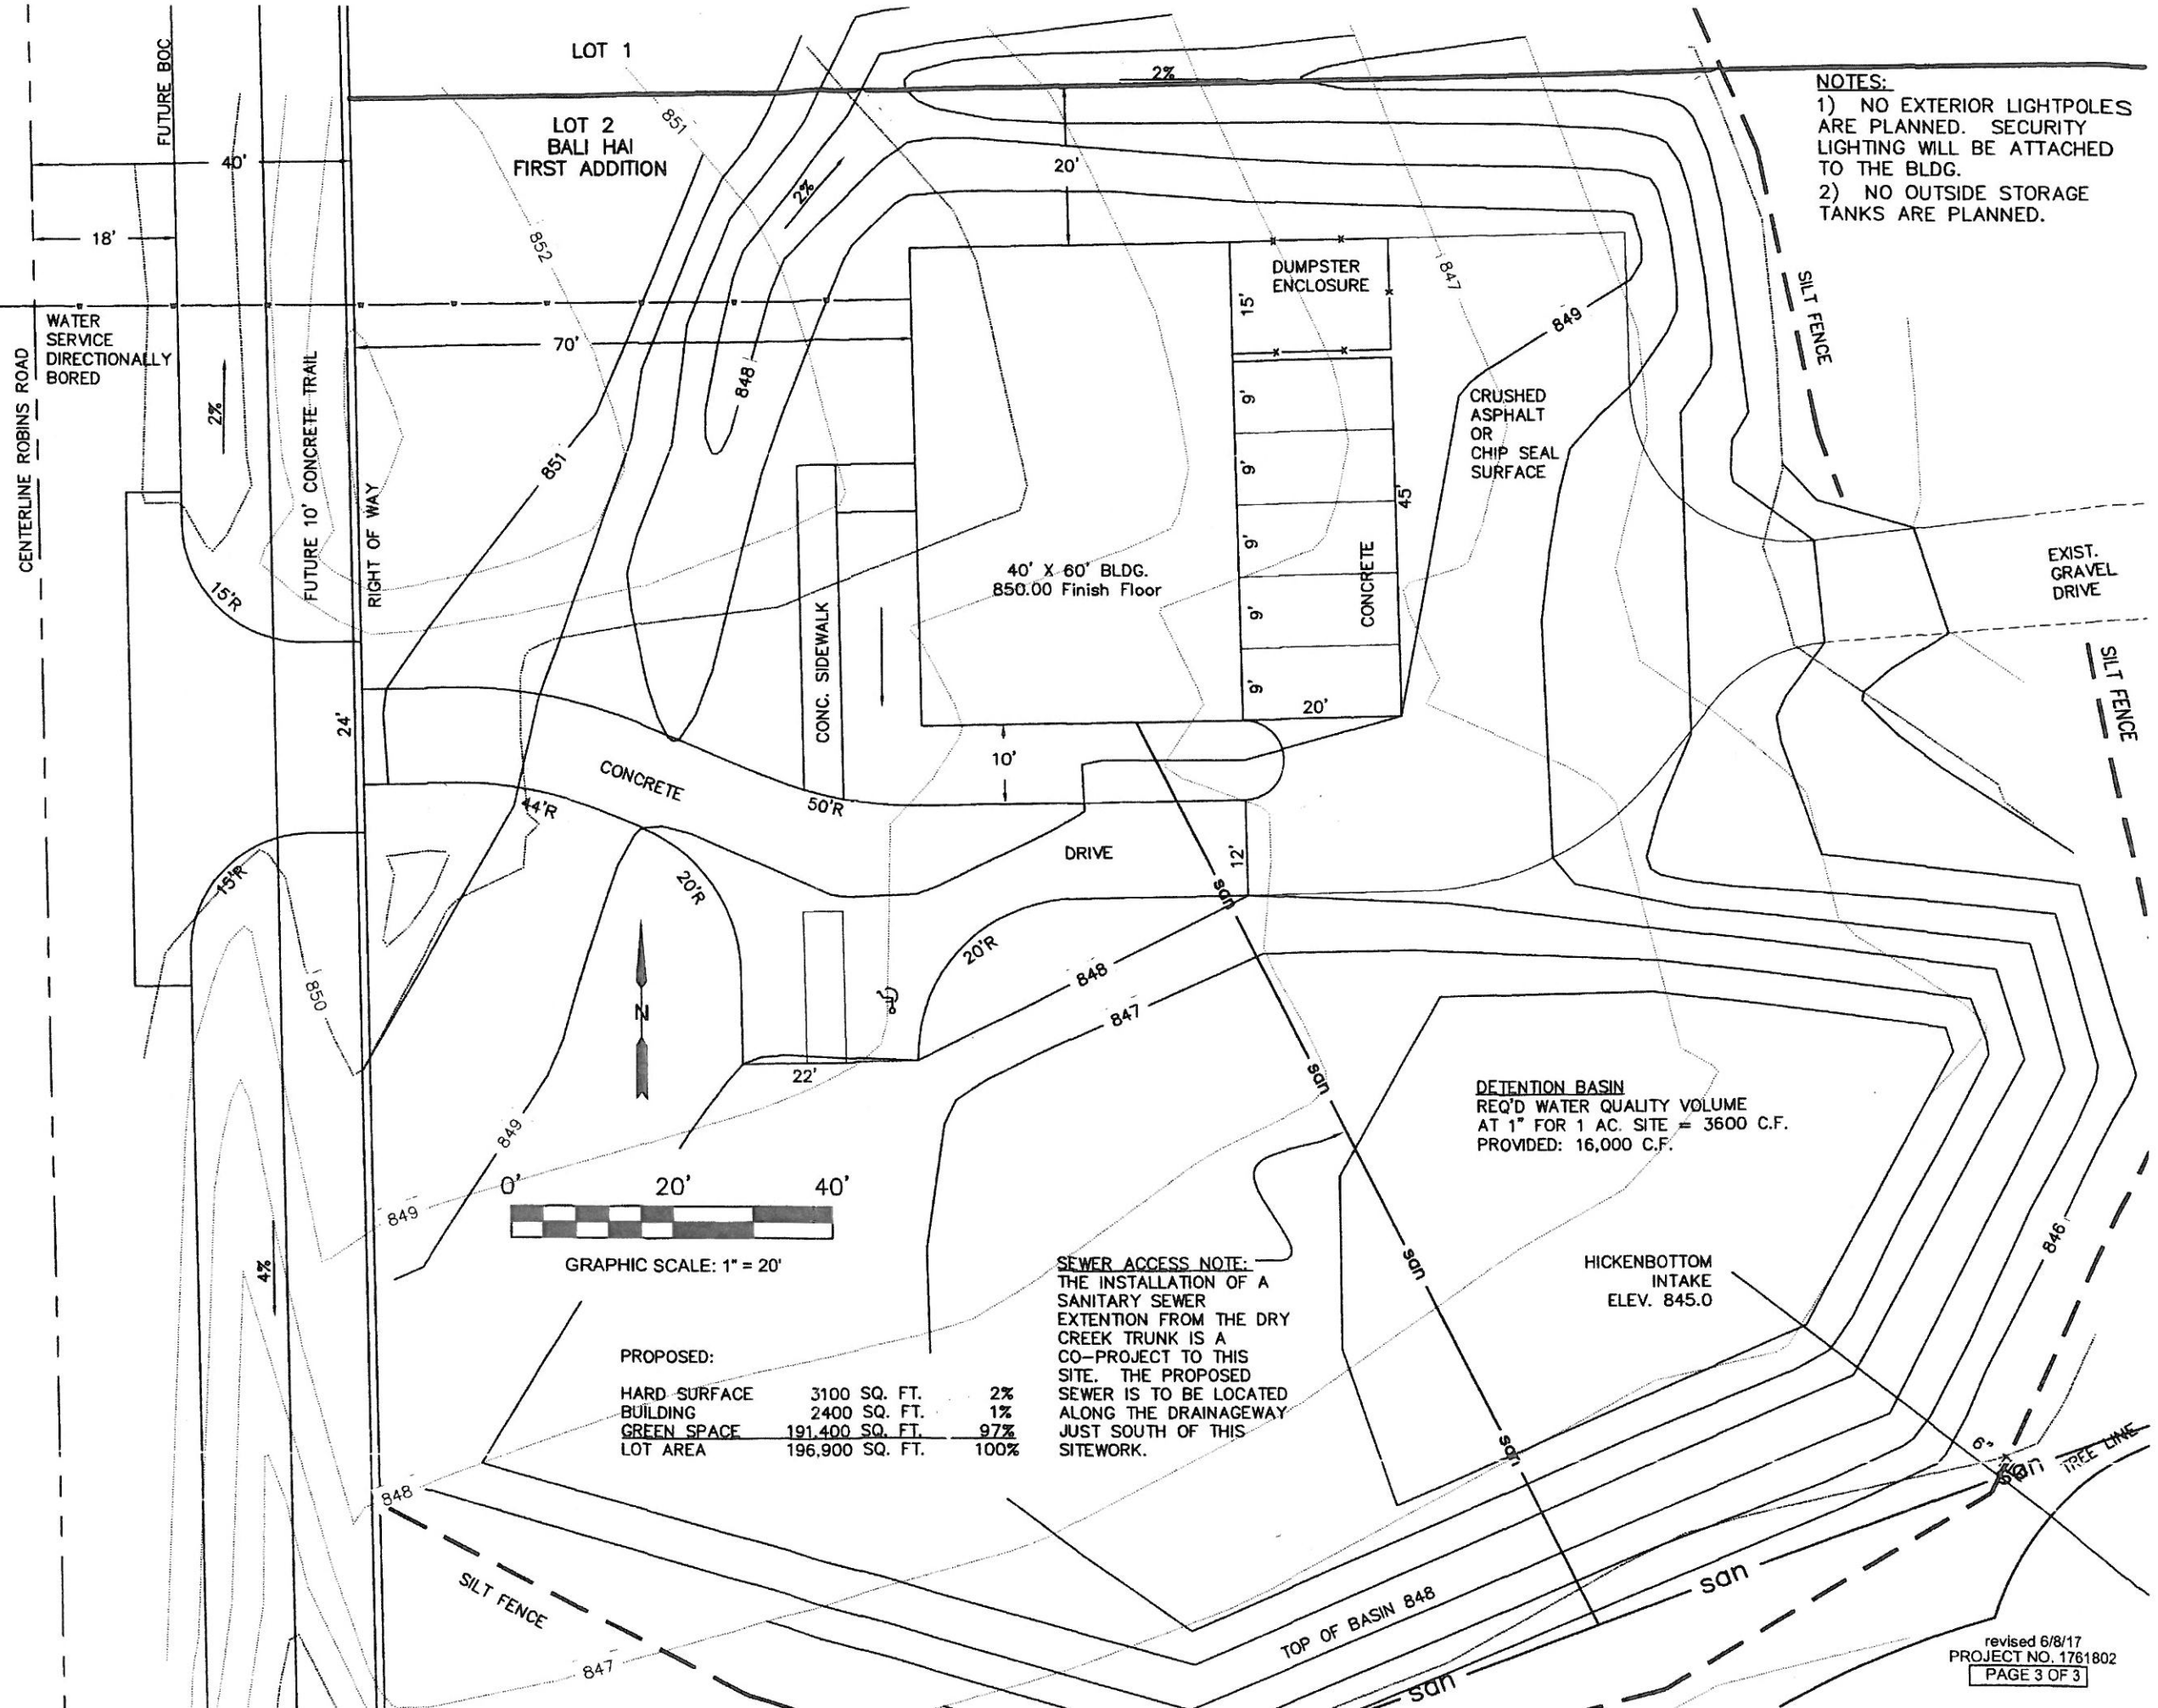 LOT 1
FUTURE BOC
2%
NOTES:
1) NO EXTERIOR LIGHTPOLES
ARE PLANNED. SECURITY
LIGHTING WILL BE ATTACHED
TO THE BLDG.
2) NO OUTSIDE STORAGE
TANKS ARE PLANNED.
851
LOT 2
BALI HAI
FIRST ADDITION
40'
20'
2%
18'
852
847
DUMPSTER
ENCLOSURE
15'
SILT FENCE
849
WATER
SERVICE
DIRECTIONALLY
BORED
CENTERLINE ROBINS ROAD
FUTURE 10' CONCRETE TRAIL
RIGHT OF WAY
2%
70'
848
851
9'
9'
9'
9'
9'
45'
CONCRETE
CRUSHED
ASPHALT
OR
CHIP SEAL
SURFACE
EXIST.
GRAVEL
DRIVE
40' X 60' BLDG.
850.00 Finish Floor
15'R
CONC. SIDEWALK
SILT FENCE
24'
20'
10'
CONCRETE
44'R
50'R
DRIVE
12'
15'R
20'R
20'R
san
848
847
850
N
22'
san
DETENTION BASIN
REQ'D WATER QUALITY VOLUME
AT 1" FOR 1 AC. SITE = 3600 C.F.
PROVIDED: 16,000 C.F.
849
849
0' 20' 40'
GRAPHIC SCALE: 1" = 20'
4%
san
846
HICKENBOTTOM
INTAKE
ELEV. 845.0
SEWER ACCESS NOTE:
THE INSTALLATION OF A
SANITARY SEWER
EXTENTION FROM THE DRY
CREEK TRUNK IS A
CO-PROJECT TO THIS
SITE. THE PROPOSED
SEWER IS TO BE LOCATED
ALONG THE DRAINAGEWAY
JUST SOUTH OF THIS
SITEWORK.
PROPOSED:
HARD SURFACE 3100 SQ. FT. 2%
BUILDING 2400 SQ. FT. 1%
GREEN SPACE 191,400 SQ. FT. 97%
LOT AREA 196,900 SQ. FT. 100%
san
6"
san
TREE LINE
848
SILT FENCE
847
TOP OF BASIN 848
san
san
revised 6/8/17
PROJECT NO. 1761802
PAGE 3 OF 3